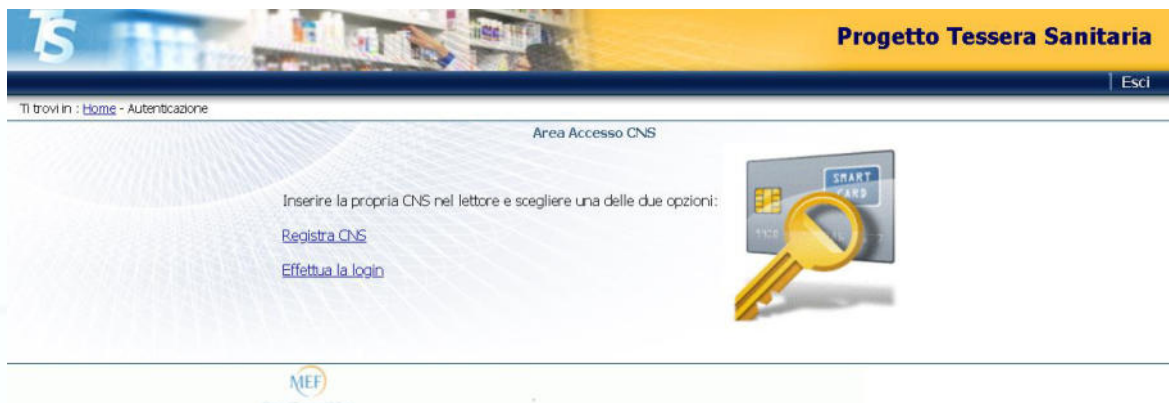 TS
Progetto Tessera Sanitaria
Esci
Ti trovi in : Home - Autenticazione
Area Accesso CNS
SMART
CARD
Inserire la propria CNS nel lettore e scegliere una delle due opzioni:
Registra CNS
Effettua la login
MEF